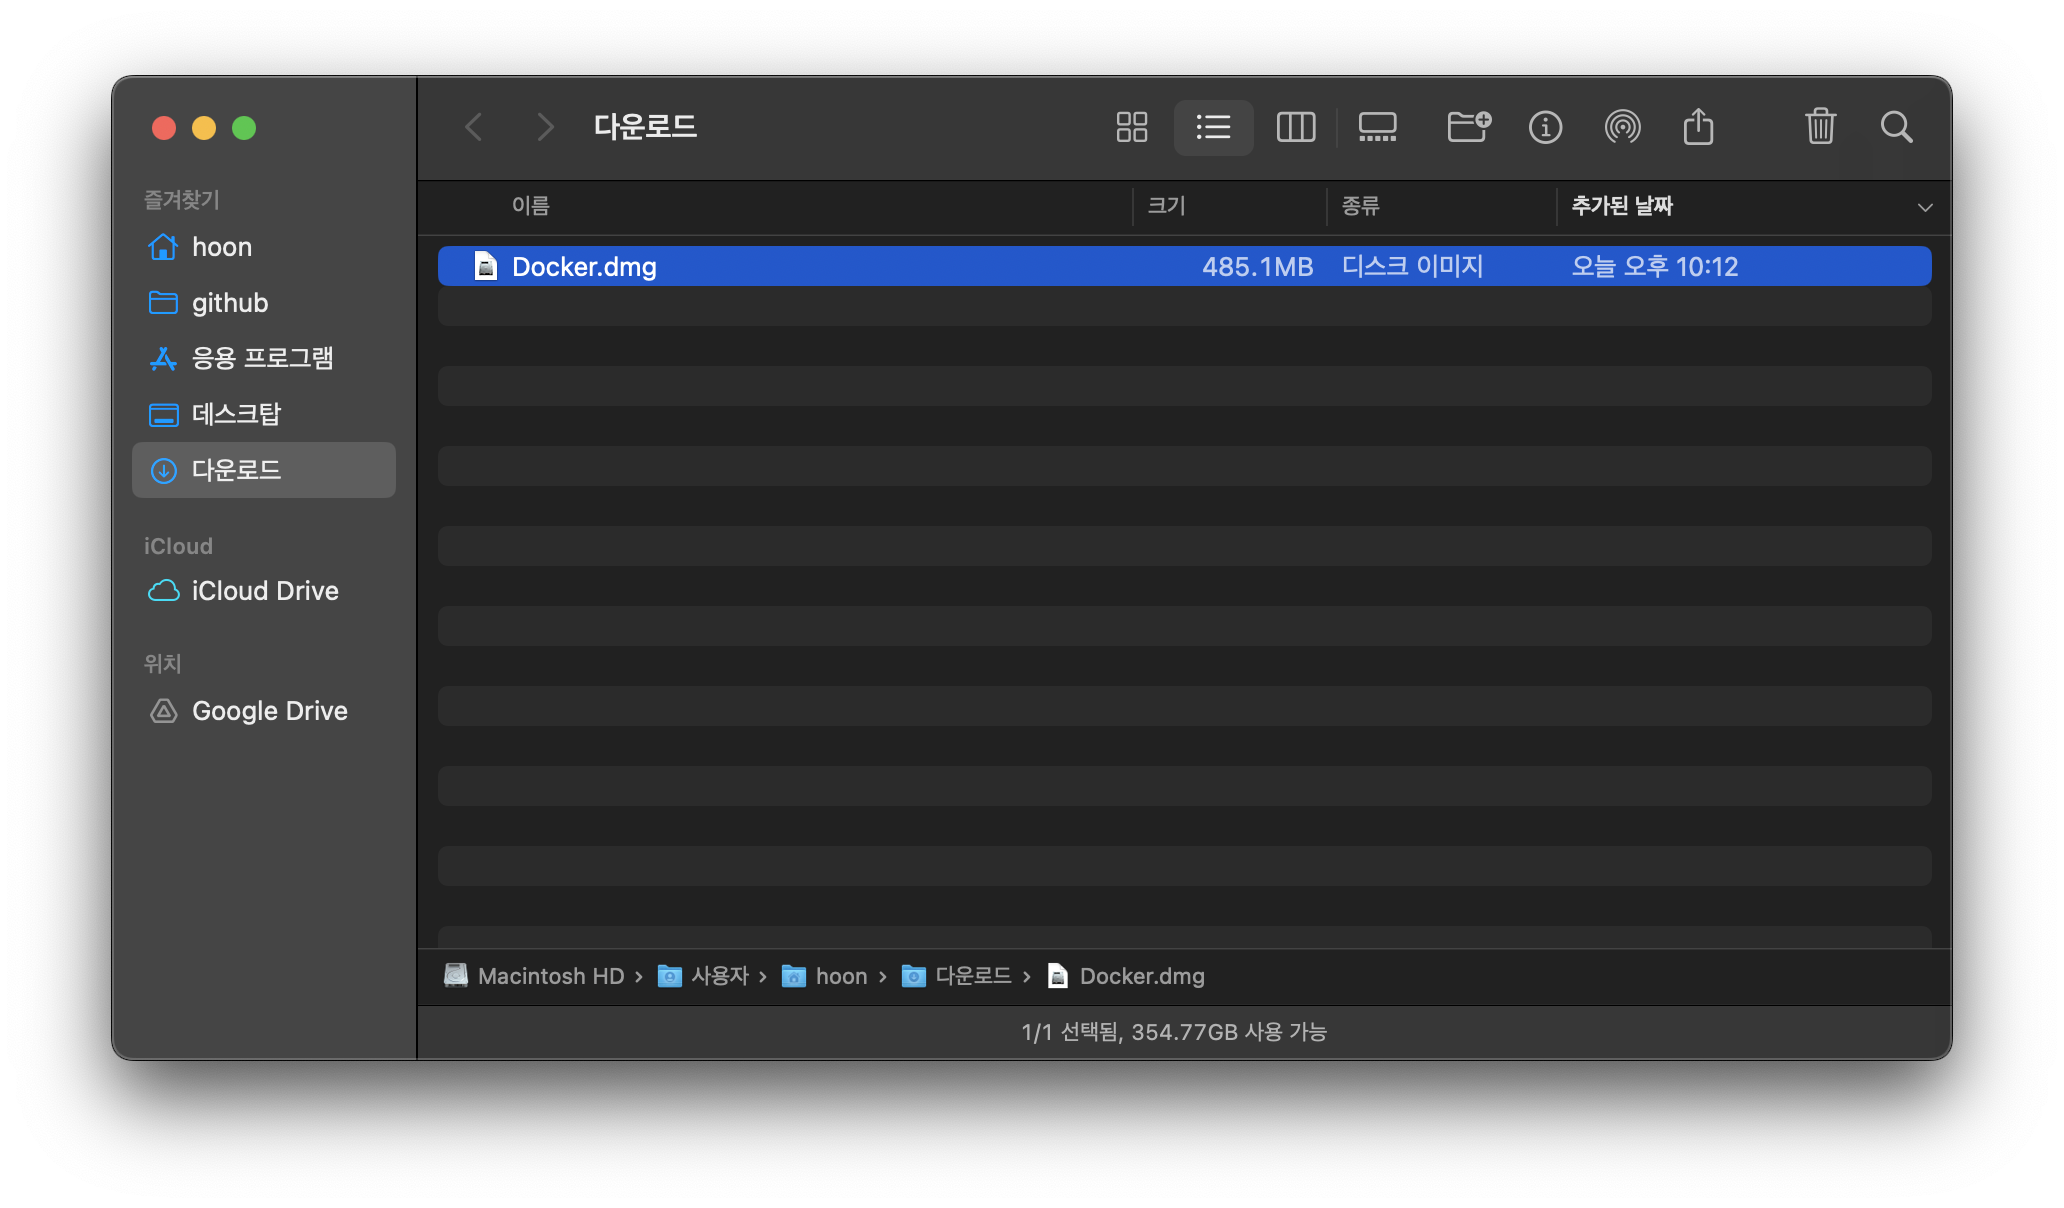 다운로드
즐겨찾기
hoon
github
응용 프로그램
데스크탑
다운로드
iCloud
iCloud Drive
위치
Google Drive
이름 크기 종류 추가된 날짜
Docker.dmg 485.1MB 디스크 이미지 오늘 오후 10:12
Macintosh HD › 사용자 › hoon › 다운로드 › Docker.dmg
1/1 선택됨, 354.77GB 사용 가능